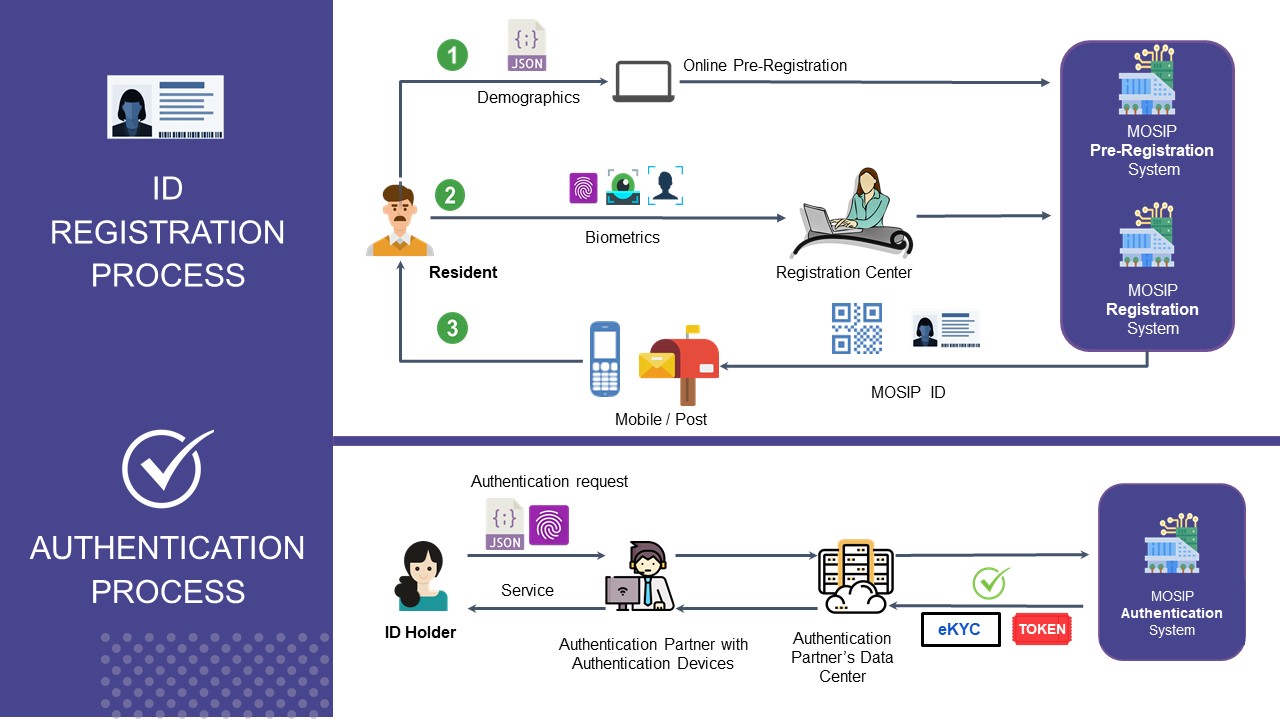 ID
REGISTRATION
PROCESS
1
{;}
JSON
Demographics
Online Pre-Registration
MOSIP
Pre-Registration
System
2
Biometrics
Resident
Registration Center
MOSIP
Registration
System
3
Mobile / Post
MOSIP ID
AUTHENTICATION
PROCESS
Authentication request
{;}
JSON
Service
ID Holder
Authentication Partner with
Authentication Devices
Authentication
Partner’s Data
Center
eKYC
TOKEN
MOSIP
Authentication
System